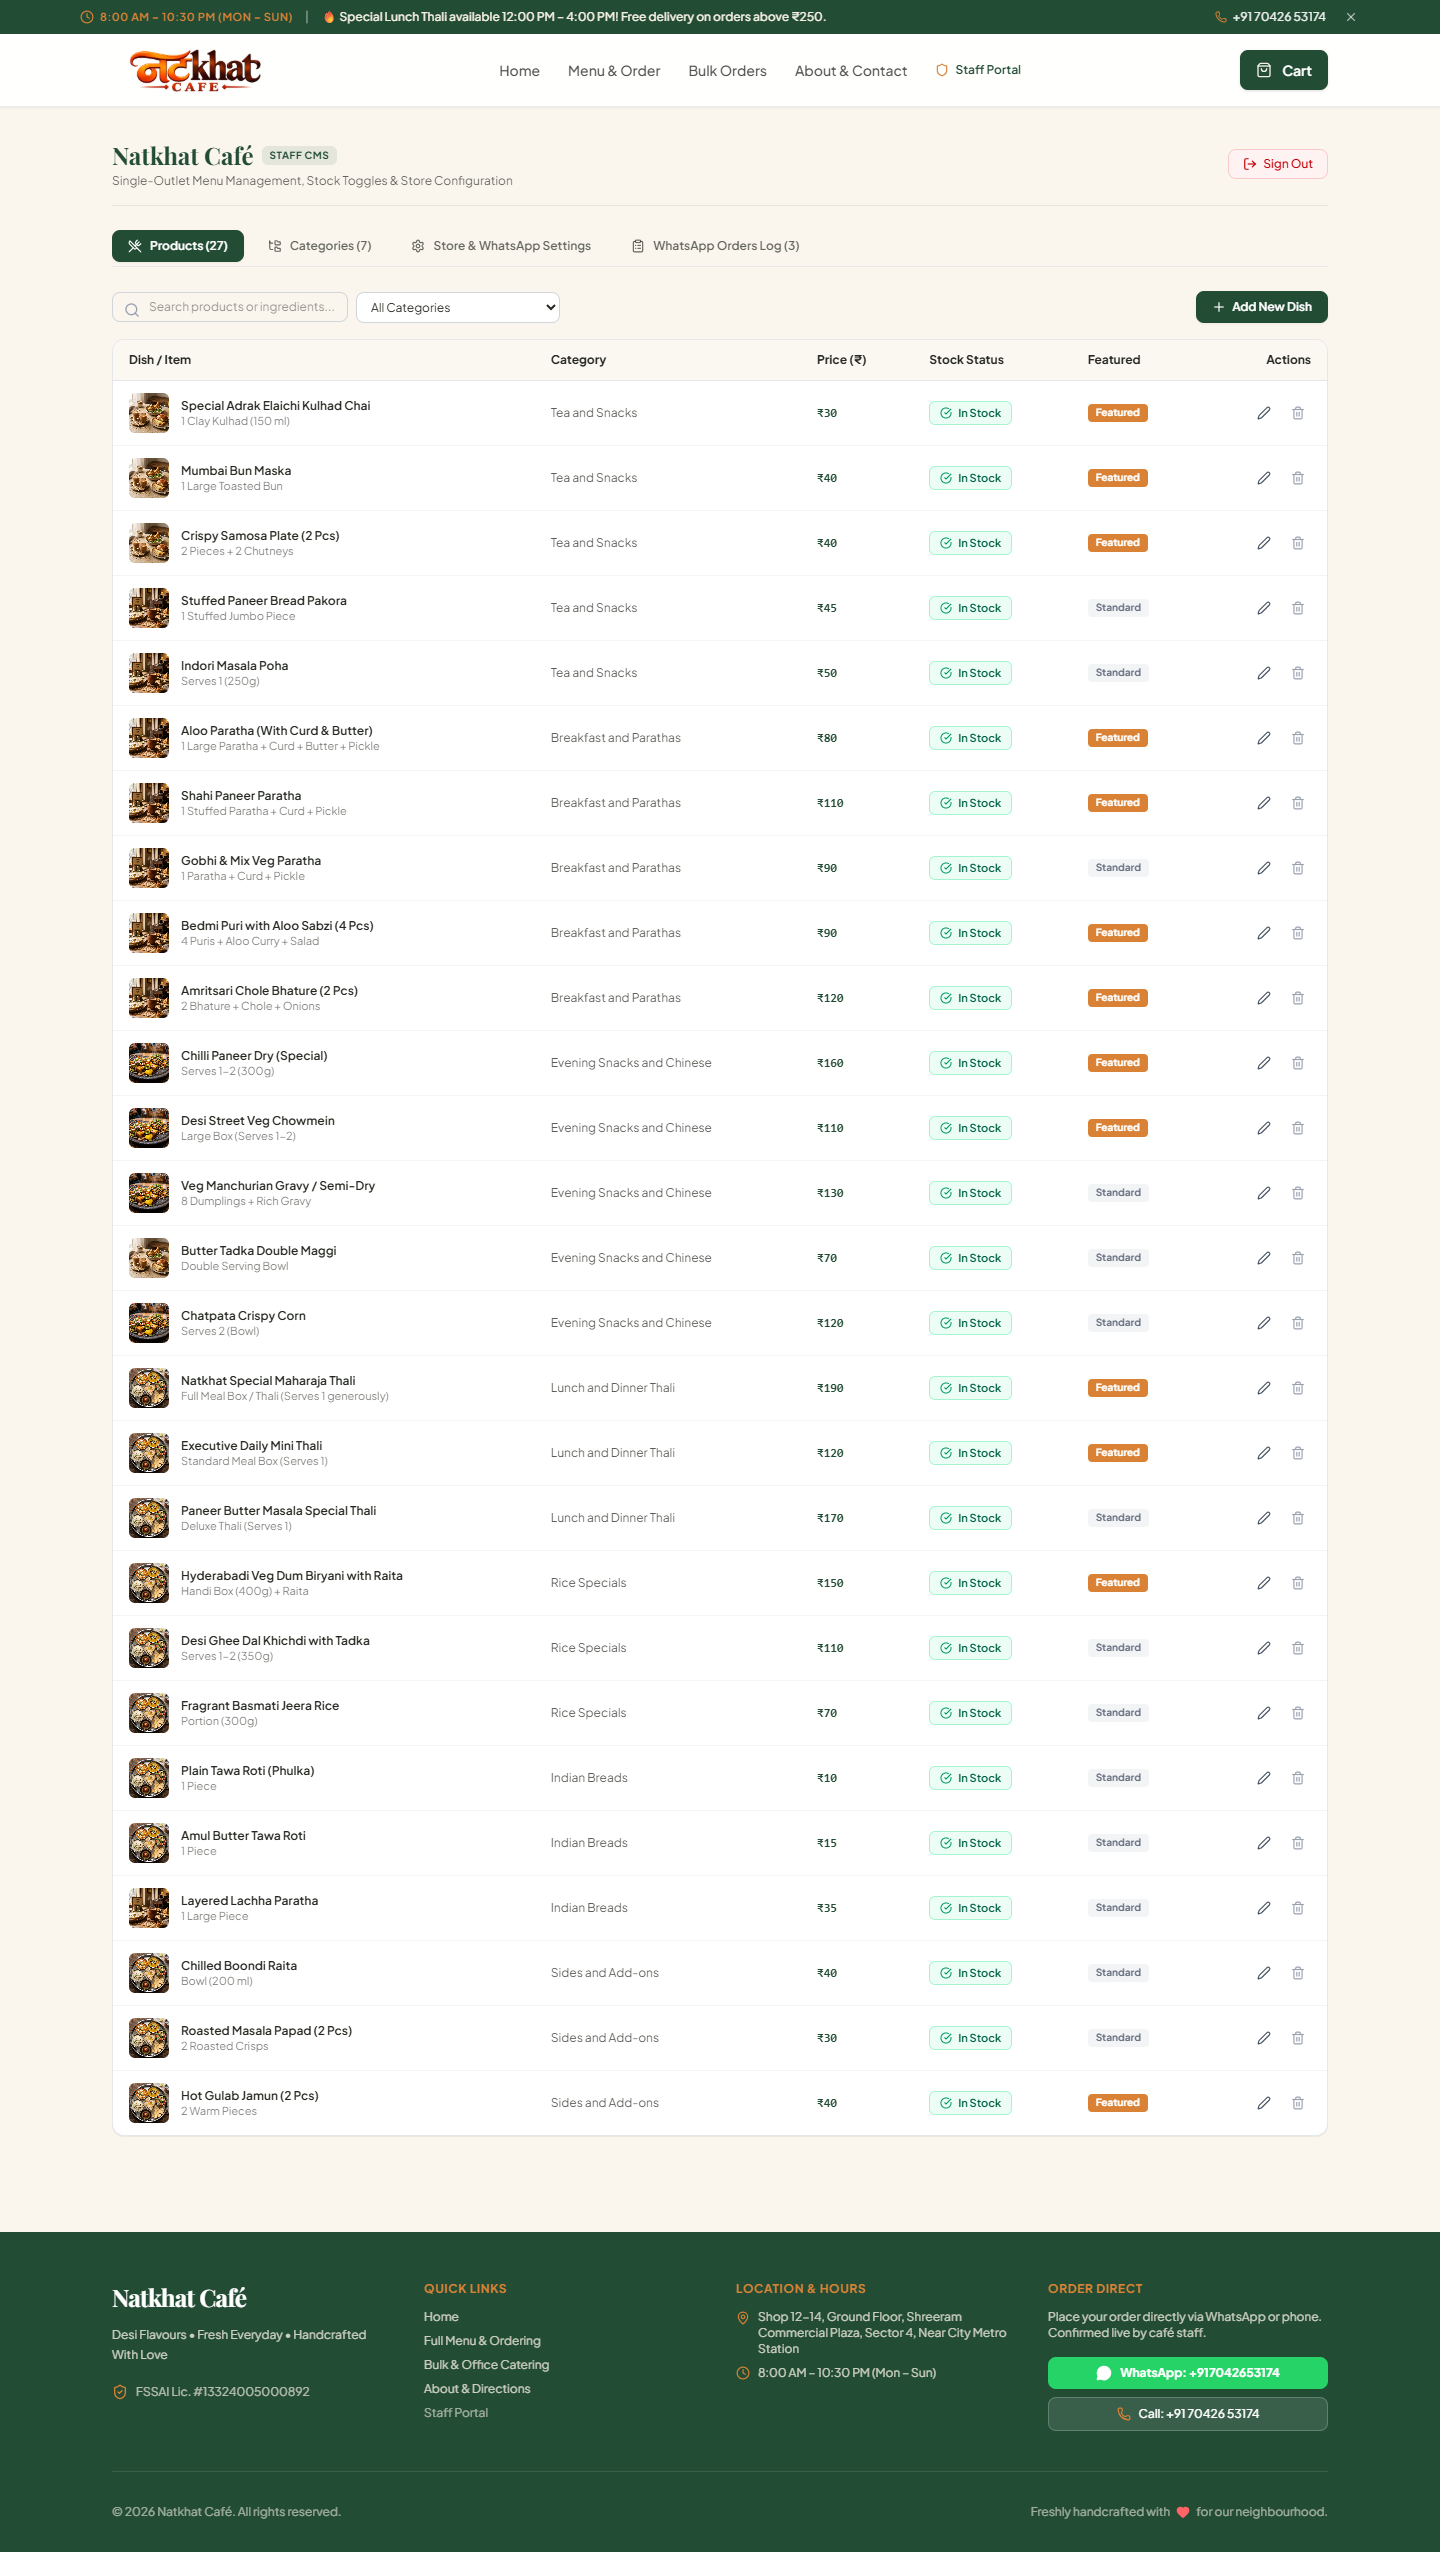 8:00 AM – 10:30 PM (MON – SUN) | 🔥 Special Lunch Thali available 12:00 PM – 4:00 PM! Free delivery on orders above ₹250. +91 70426 53174
नटkhat
CAFE
Home Menu & Order Bulk Orders About & Contact Staff Portal Cart
Natkhat Café STAFF CMS
Single-Outlet Menu Management, Stock Toggles & Store Configuration
Sign Out
Products (27) Categories (7) Store & WhatsApp Settings WhatsApp Orders Log (3)
Search products or ingredients... All Categories Add New Dish
Dish / Item Category Price (₹) Stock Status Featured Actions
Special Adrak Elaichi Kulhad Chai
1 Clay Kulhad (150 ml)
Tea and Snacks ₹30 In Stock Featured
Mumbai Bun Maska
1 Large Toasted Bun
Tea and Snacks ₹40 In Stock Featured
Crispy Samosa Plate (2 Pcs)
2 Pieces + 2 Chutneys
Tea and Snacks ₹40 In Stock Featured
Stuffed Paneer Bread Pakora
1 Stuffed Jumbo Piece
Tea and Snacks ₹45 In Stock Standard
Indori Masala Poha
Serves 1 (250g)
Tea and Snacks ₹50 In Stock Standard
Aloo Paratha (With Curd & Butter)
1 Large Paratha + Curd + Butter + Pickle
Breakfast and Parathas ₹80 In Stock Featured
Shahi Paneer Paratha
1 Stuffed Paratha + Curd + Pickle
Breakfast and Parathas ₹110 In Stock Featured
Gobhi & Mix Veg Paratha
1 Paratha + Curd + Pickle
Breakfast and Parathas ₹90 In Stock Standard
Bedmi Puri with Aloo Sabzi (4 Pcs)
4 Puris + Aloo Curry + Salad
Breakfast and Parathas ₹90 In Stock Featured
Amritsari Chole Bhature (2 Pcs)
2 Bhature + Chole + Onions
Breakfast and Parathas ₹120 In Stock Featured
Chilli Paneer Dry (Special)
Serves 1-2 (300g)
Evening Snacks and Chinese ₹160 In Stock Featured
Desi Street Veg Chowmein
Large Box (Serves 1-2)
Evening Snacks and Chinese ₹110 In Stock Featured
Veg Manchurian Gravy / Semi-Dry
8 Dumplings + Rich Gravy
Evening Snacks and Chinese ₹130 In Stock Standard
Butter Tadka Double Maggi
Double Serving Bowl
Evening Snacks and Chinese ₹70 In Stock Standard
Chatpata Crispy Corn
Serves 2 (Bowl)
Evening Snacks and Chinese ₹120 In Stock Standard
Natkhat Special Maharaja Thali
Full Meal Box / Thali (Serves 1 generously)
Lunch and Dinner Thali ₹190 In Stock Featured
Executive Daily Mini Thali
Standard Meal Box (Serves 1)
Lunch and Dinner Thali ₹120 In Stock Featured
Paneer Butter Masala Special Thali
Deluxe Thali (Serves 1)
Lunch and Dinner Thali ₹170 In Stock Standard
Hyderabadi Veg Dum Biryani with Raita
Handi Box (400g) + Raita
Rice Specials ₹150 In Stock Featured
Desi Ghee Dal Khichdi with Tadka
Serves 1-2 (350g)
Rice Specials ₹110 In Stock Standard
Fragrant Basmati Jeera Rice
Portion (300g)
Rice Specials ₹70 In Stock Standard
Plain Tawa Roti (Phulka)
1 Piece
Indian Breads ₹10 In Stock Standard
Amul Butter Tawa Roti
1 Piece
Indian Breads ₹15 In Stock Standard
Layered Lachha Paratha
1 Large Piece
Indian Breads ₹35 In Stock Standard
Chilled Boondi Raita
Bowl (200 ml)
Sides and Add-ons ₹40 In Stock Standard
Roasted Masala Papad (2 Pcs)
2 Roasted Crisps
Sides and Add-ons ₹30 In Stock Standard
Hot Gulab Jamun (2 Pcs)
2 Warm Pieces
Sides and Add-ons ₹40 In Stock Featured
Natkhat Café
Desi Flavours • Fresh Everyday • Handcrafted
With Love
FSSAI Lic. #13324005000892
QUICK LINKS
Home
Full Menu & Ordering
Bulk & Office Catering
About & Directions
Staff Portal
LOCATION & HOURS
Shop 12-14, Ground Floor, Shreeram
Commercial Plaza, Sector 4, Near City Metro
Station
8:00 AM – 10:30 PM (Mon – Sun)
ORDER DIRECT
Place your order directly via WhatsApp or phone.
Confirmed live by café staff.
WhatsApp: +917042653174
Call: +91 70426 53174
© 2026 Natkhat Café. All rights reserved.
Freshly handcrafted with ❤️ for our neighbourhood.